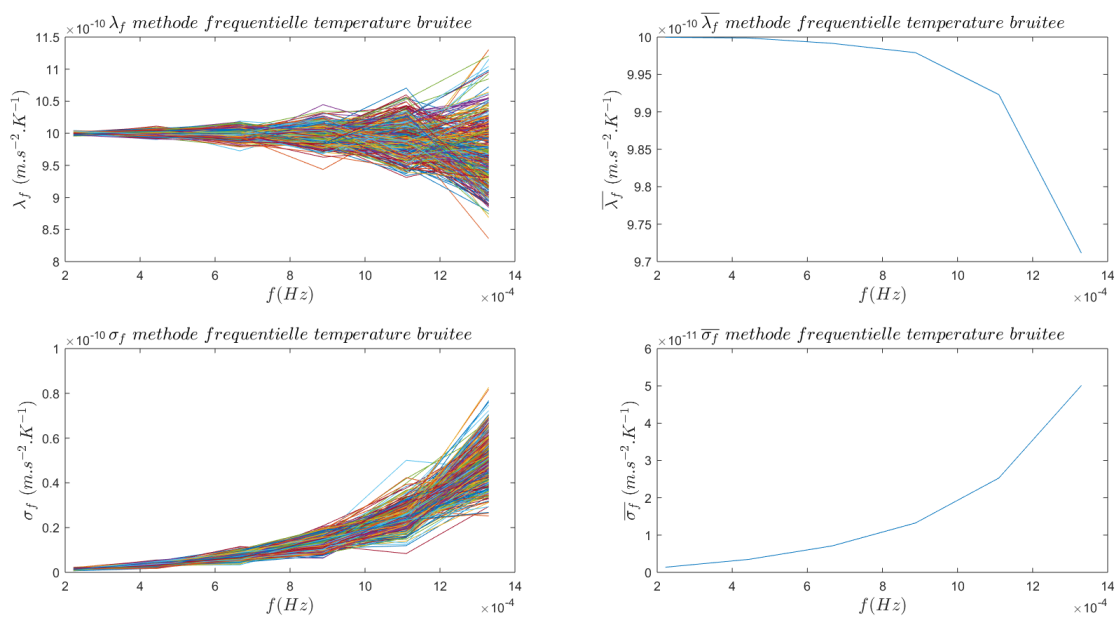 ×10⁻¹⁰ λ_f methode frequentielle temperature bruitee
11.5
11
10.5
10
9.5
9
8.5
8
λ_f (m.s⁻².K⁻¹)
2 4 6 8 10 12 14
f(Hz)
×10⁻⁴
×10⁻¹⁰ λ̅_f methode frequentielle temperature bruitee
10
9.95
9.9
9.85
9.8
9.75
9.7
λ̅_f (m.s⁻².K⁻¹)
2 4 6 8 10 12 14
f(Hz)
×10⁻⁴
×10⁻¹⁰ σ_f methode frequentielle temperature bruitee
1
0.8
0.6
0.4
0.2
0
σ_f (m.s⁻².K⁻¹)
2 4 6 8 10 12 14
f(Hz)
×10⁻⁴
×10⁻¹¹ σ̅_f methode frequentielle temperature bruitee
6
5
4
3
2
1
0
σ̅_f (m.s⁻².K⁻¹)
2 4 6 8 10 12 14
f(Hz)
×10⁻⁴